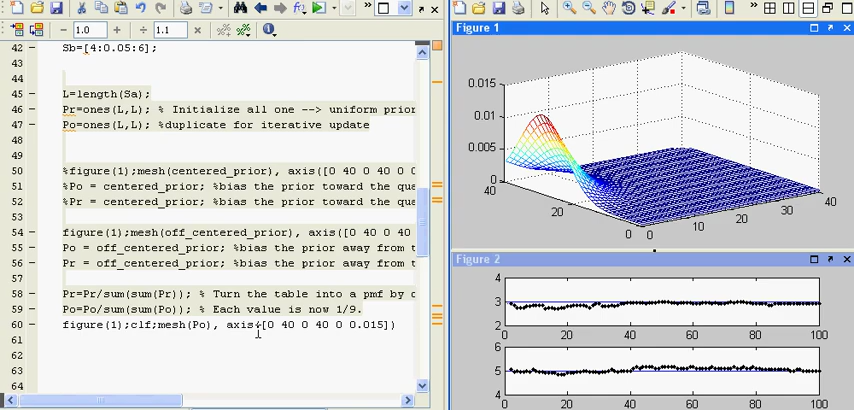 1.0
1.1
42 Sb=[4:0.05:6];
43
44
45 L=length(Sa);
46 Pr=ones(L,L); % Initialize all one --> uniform prior
47 Po=ones(L,L); %duplicate for iterative update
48
49
50 %figure(1);mesh(centered_prior), axis([0 40 0 40 0
51 %Po = centered_prior; %bias the prior toward the qua
52 %Pr = centered_prior; %bias the prior toward the qua
53
54 figure(1);mesh(off_centered_prior), axis([0 40 0 40
55 Po = off_centered_prior; %bias the prior away from t
56 Pr = off_centered_prior; %bias the prior away from t
57
58 Pr=Pr/sum(sum(Pr)); % Turn the table into a pmf by d
59 Po=Po/sum(sum(Po)); % Each value is now 1/9.
60 figure(1);clf;mesh(Po), axis([0 40 0 40 0 0.015])
61
62
63
64
Figure 1
0.015
0.01
0.005
0
40
20
0
0
10
20
30
40
Figure 2
4
3
2
0 20 40 60 80 100
6
5
4
0 20 40 60 80 100